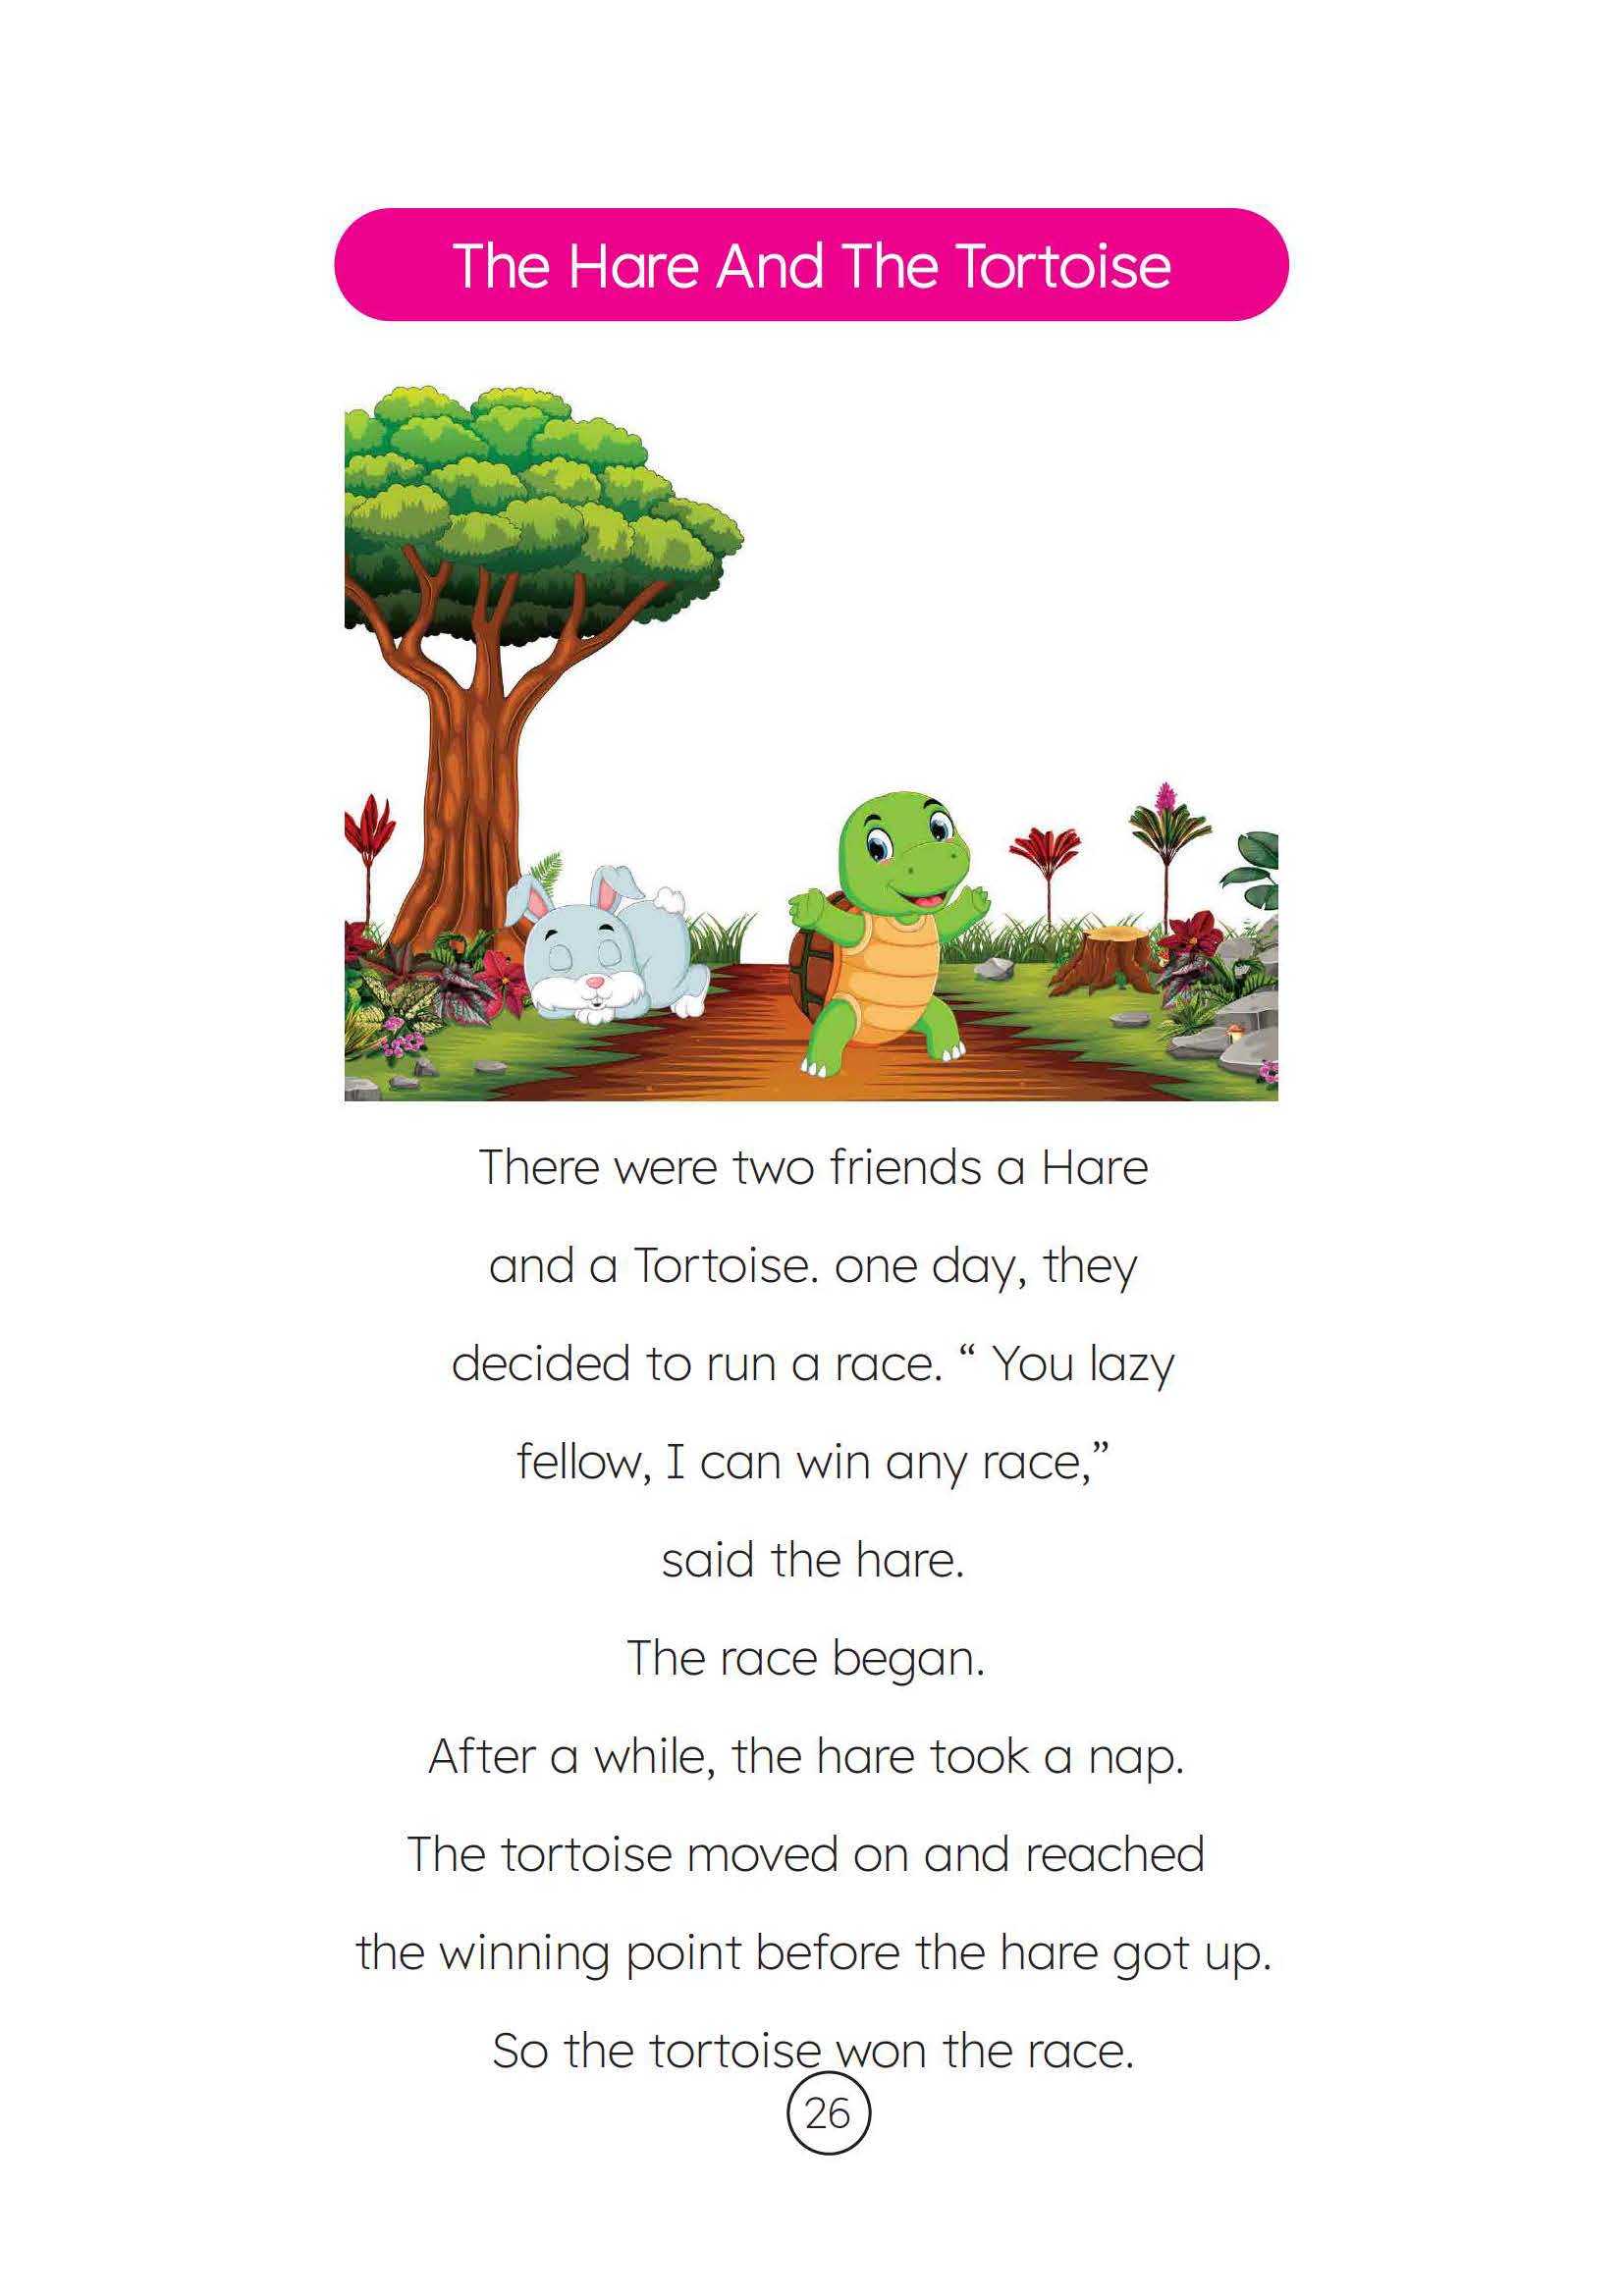 The Hare And The Tortoise
There were two friends a Hare
and a Tortoise. one day, they
decided to run a race. “ You lazy
fellow, I can win any race,”
said the hare.
The race began.
After a while, the hare took a nap.
The tortoise moved on and reached
the winning point before the hare got up.
So the tortoise won the race.
26